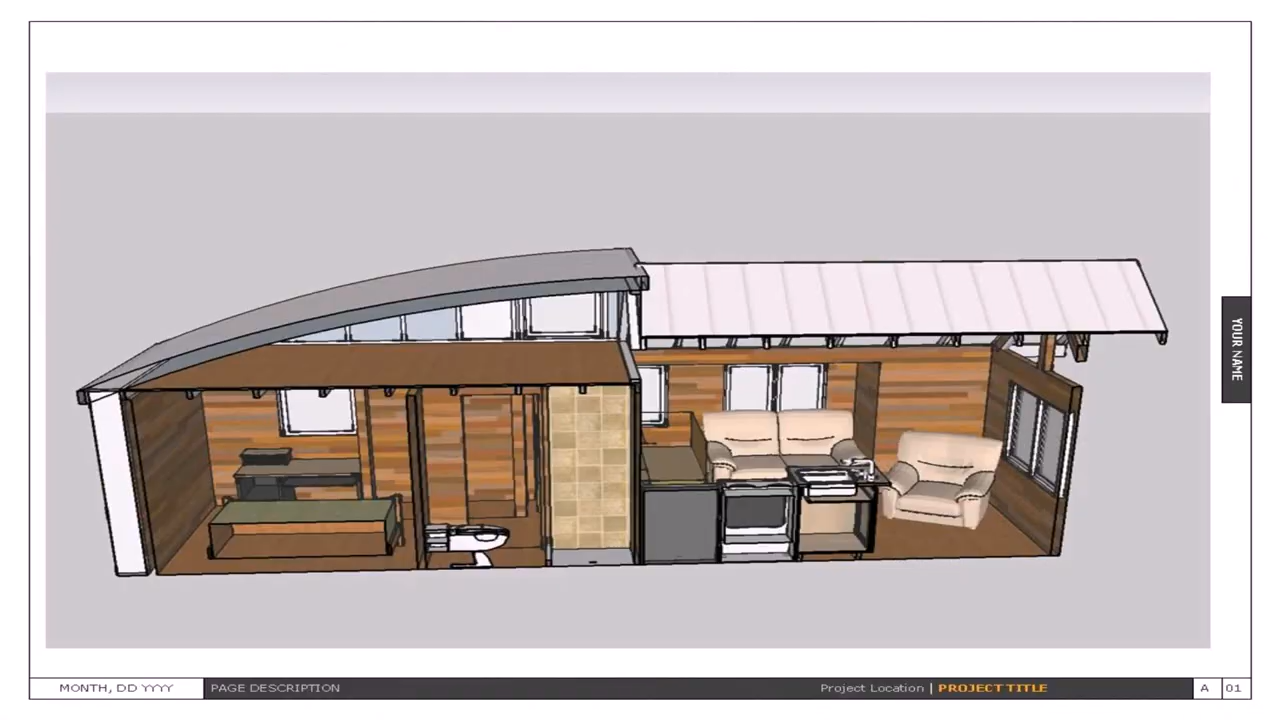 YOUR NAME
MONTH, DD YYYY
PAGE DESCRIPTION
Project Location | PROJECT TITLE
A 01